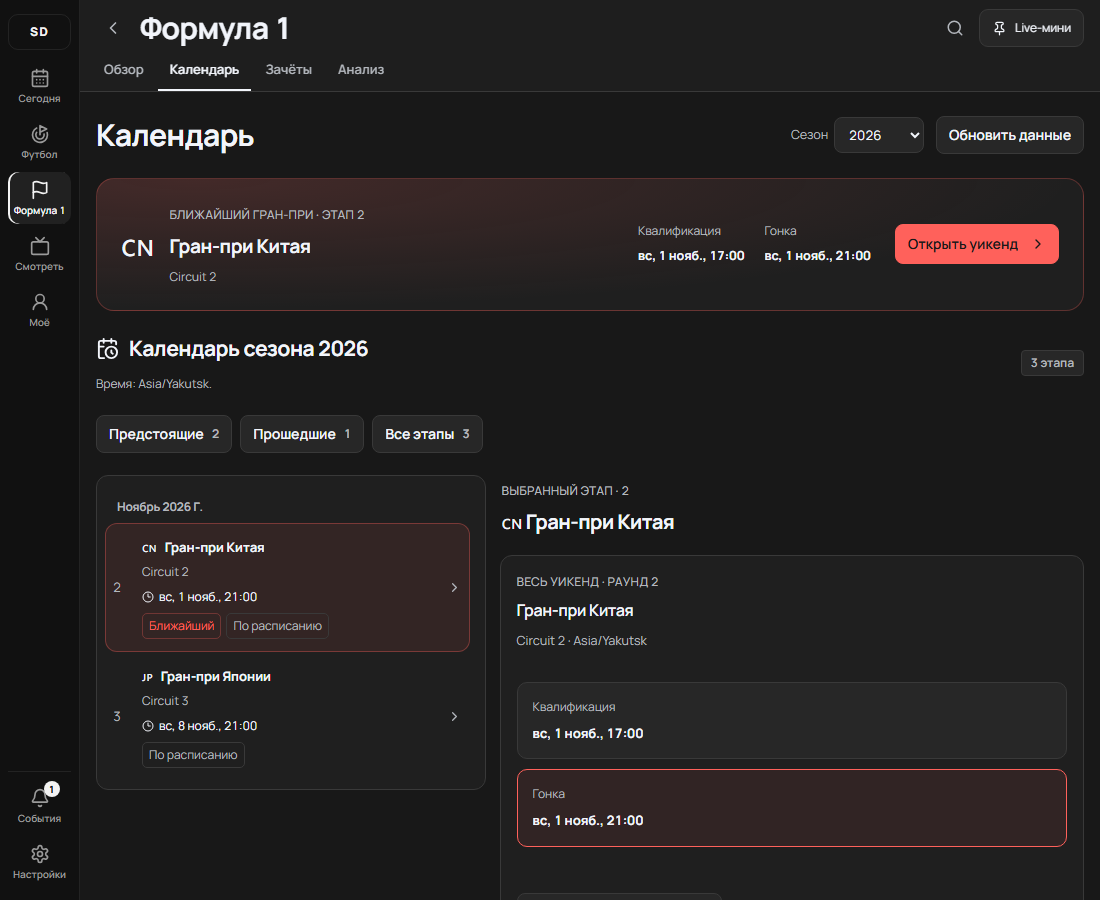 SD
Сегодня
Футбол
Формула 1
Смотреть
Моё
1
События
Настройки
Формула 1
Live-мини
Обзор
Календарь
Зачёты
Анализ
Календарь
Сезон
2026
Обновить данные
БЛИЖАЙШИЙ ГРАН-ПРИ · ЭТАП 2
CN
Гран-при Китая
Circuit 2
Квалификация
вс, 1 нояб., 17:00
Гонка
вс, 1 нояб., 21:00
Открыть уикенд
Календарь сезона 2026
Время: Asia/Yakutsk.
3 этапа
Предстоящие 2
Прошедшие 1
Все этапы 3
Ноябрь 2026 Г.
2
CN Гран-при Китая
Circuit 2
вс, 1 нояб., 21:00
Ближайший
По расписанию
3
JP Гран-при Японии
Circuit 3
вс, 8 нояб., 21:00
По расписанию
ВЫБРАННЫЙ ЭТАП · 2
CN Гран-при Китая
ВЕСЬ УИКЕНД · РАУНД 2
Гран-при Китая
Circuit 2 · Asia/Yakutsk
Квалификация
вс, 1 нояб., 17:00
Гонка
вс, 1 нояб., 21:00